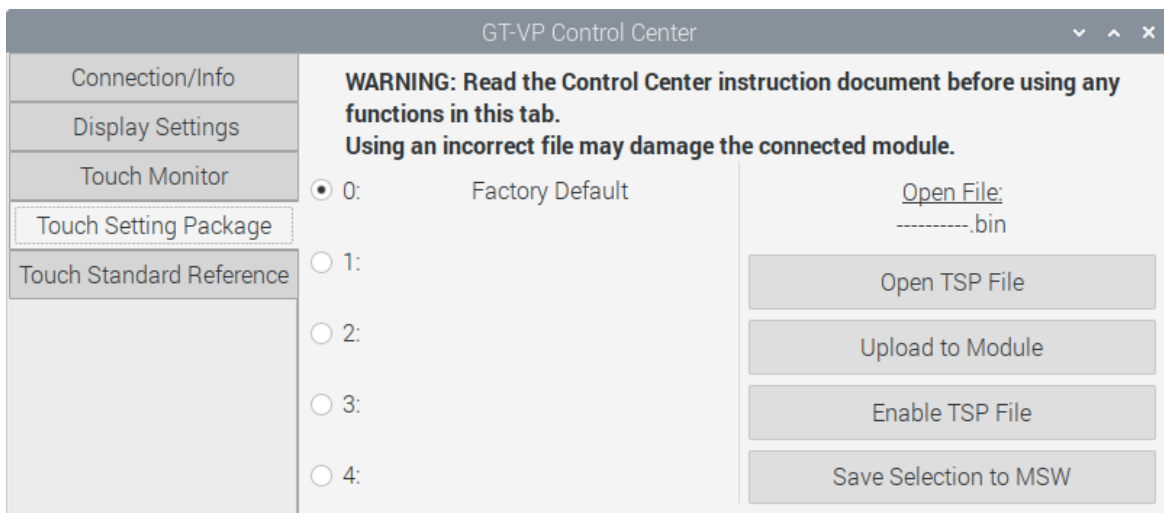 GT-VP Control Center
Connection/Info
Display Settings
Touch Monitor
Touch Setting Package
Touch Standard Reference
WARNING: Read the Control Center instruction document before using any
functions in this tab.
Using an incorrect file may damage the connected module.
0: Factory Default
1:
2:
3:
4:
Open File:
----------.bin
Open TSP File
Upload to Module
Enable TSP File
Save Selection to MSW